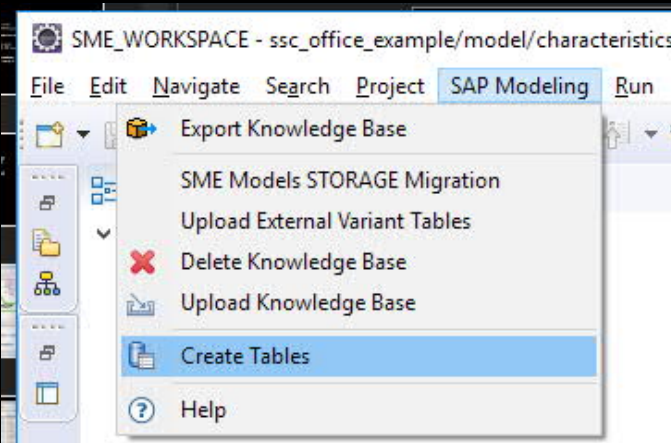 SME_WORKSPACE - ssc_office_example/model/characteristics
File Edit Navigate Search Project SAP Modeling Run
Export Knowledge Base
SME Models STORAGE Migration
Upload External Variant Tables
Delete Knowledge Base
Upload Knowledge Base
Create Tables
Help